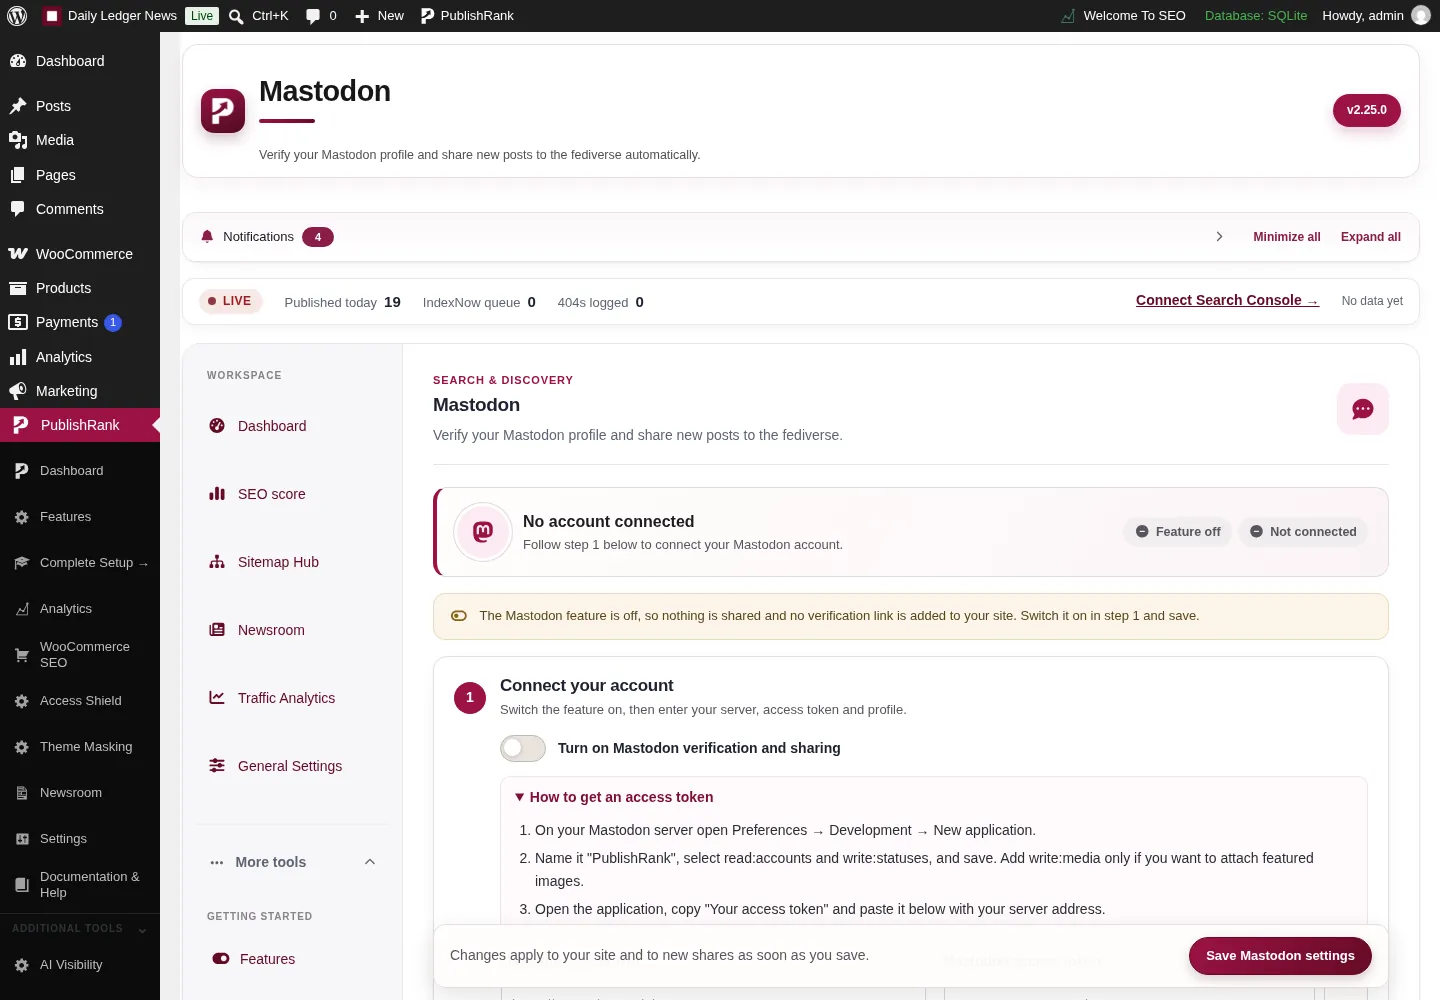 Daily Ledger News Live Ctrl+K 0 New PublishRank Welcome To SEO Database: SQLite Howdy, admin
Dashboard
Posts
Media
Pages
Comments
WooCommerce
Products
Payments 1
Analytics
Marketing
PublishRank
Dashboard
Features
Complete Setup →
Analytics
WooCommerce
SEO
Access Shield
Theme Masking
Newsroom
Settings
Documentation &
Help
ADDITIONAL TOOLS
AI Visibility
Mastodon
Verify your Mastodon profile and share new posts to the fediverse automatically.
v2.25.0
Notifications 4 Minimize all Expand all
LIVE Published today 19 IndexNow queue 0 404s logged 0 Connect Search Console → No data yet
WORKSPACE
Dashboard
SEO score
Sitemap Hub
Newsroom
Traffic Analytics
General Settings
More tools
GETTING STARTED
Features
SEARCH & DISCOVERY
Mastodon
Verify your Mastodon profile and share new posts to the fediverse.
No account connected
Follow step 1 below to connect your Mastodon account.
Feature off Not connected
The Mastodon feature is off, so nothing is shared and no verification link is added to your site. Switch it on in step 1 and save.
1 Connect your account
Switch the feature on, then enter your server, access token and profile.
Turn on Mastodon verification and sharing
▼ How to get an access token
1. On your Mastodon server open Preferences → Development → New application.
2. Name it "PublishRank", select read:accounts and write:statuses, and save. Add write:media only if you want to attach featured
images.
3. Open the application, copy "Your access token" and paste it below with your server address.
Changes apply to your site and to new shares as soon as you save. Save Mastodon settings